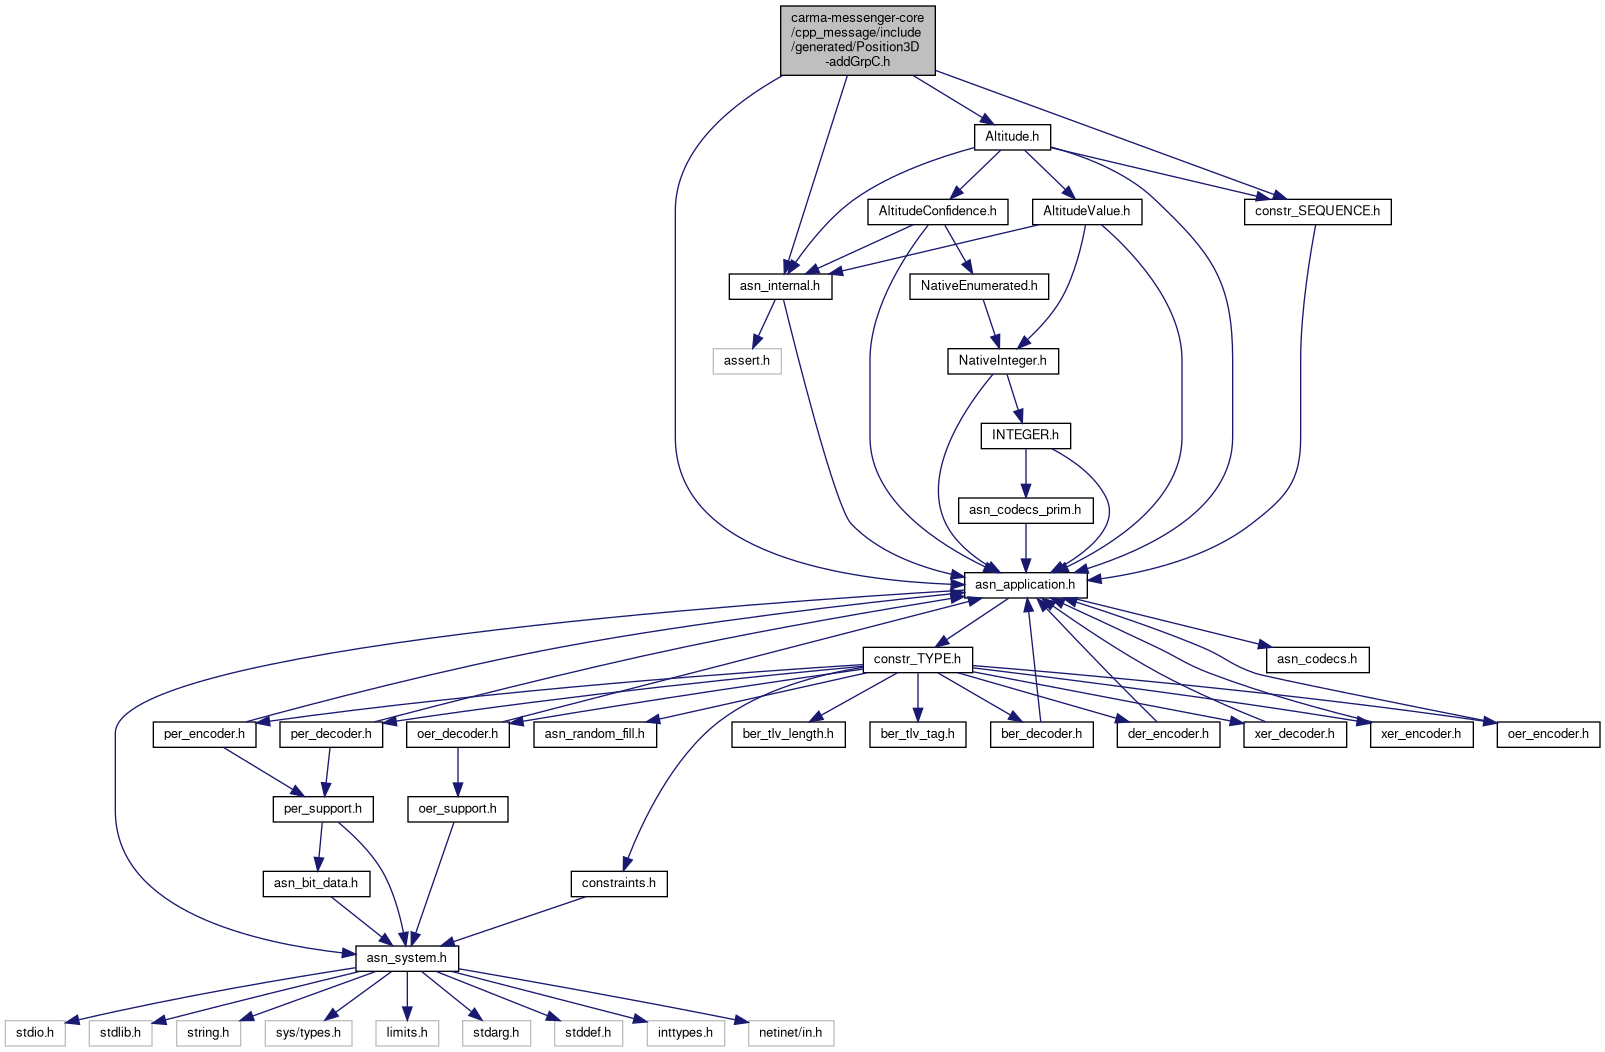 carma-messenger-core
/cpp_message/include
/generated/Position3D
-addGrpC.h
Altitude.h
AltitudeConfidence.h
AltitudeValue.h
constr_SEQUENCE.h
asn_internal.h
NativeEnumerated.h
assert.h
NativeInteger.h
INTEGER.h
asn_codecs_prim.h
asn_application.h
constr_TYPE.h
asn_codecs.h
per_encoder.h
per_decoder.h
oer_decoder.h
asn_random_fill.h
ber_tlv_length.h
ber_tlv_tag.h
ber_decoder.h
der_encoder.h
xer_decoder.h
xer_encoder.h
oer_encoder.h
per_support.h
oer_support.h
asn_bit_data.h
constraints.h
asn_system.h
stdio.h
stdlib.h
string.h
sys/types.h
limits.h
stdarg.h
stddef.h
inttypes.h
netinet/in.h